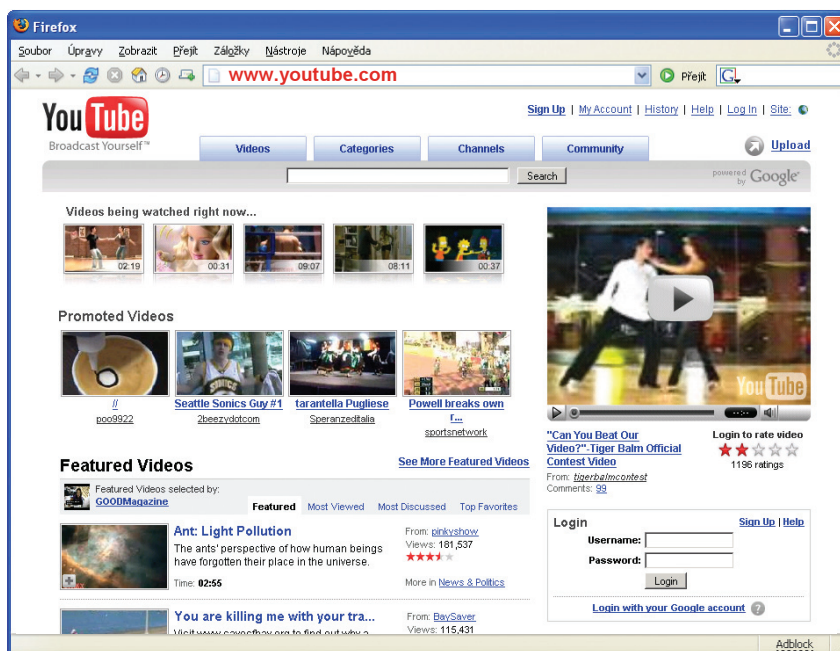 Firefox
Soubor Úpravy Zobrazit Přejít Záložky Nástroje Nápověda
www.youtube.com
Přejít
G
YouTube
Broadcast Yourself™
Sign Up | My Account | History | Help | Log In | Site:
Videos Categories Channels Community Upload
Search
powered by Google
Videos being watched right now...
02:19 00:31 09:07 08:11 00:37
Promoted Videos
// Seattle Sonics Guy #1 tarantella Pugliese Powell breaks own r...
poo9922 2beezydotcom Speranzeditalia sportsnetwork
YouTube
--:--
"Can You Beat Our
Video?"-Tiger Balm Official
Contest Video
From: tigerbalmcontest
Comments: 99
Login to rate video
1196 ratings
Featured Videos
See More Featured Videos
Featured Videos selected by:
GOODMagazine
Featured Most Viewed Most Discussed Top Favorites
Ant: Light Pollution
The ants' perspective of how human beings
have forgotten their place in the universe.
Time: 02:55
From: pinkyshow
Views: 181,537
More in News & Politics
You are killing me with your tra...
From: BaySaver
Views: 115,431
Login
Sign Up | Help
Username:
Password:
Login
Login with your Google account ?
Adblock